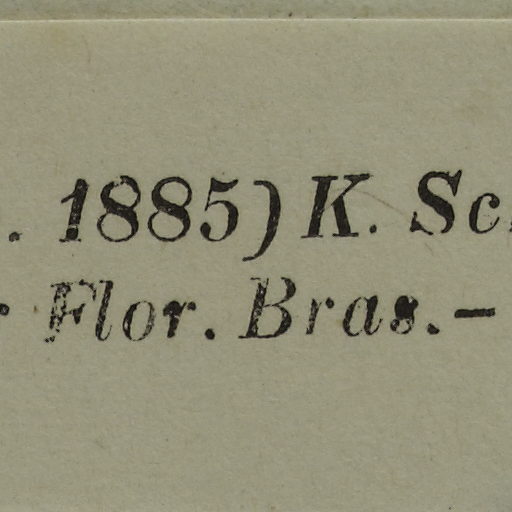 . 1885) K. Sc
Flor. Bras.–